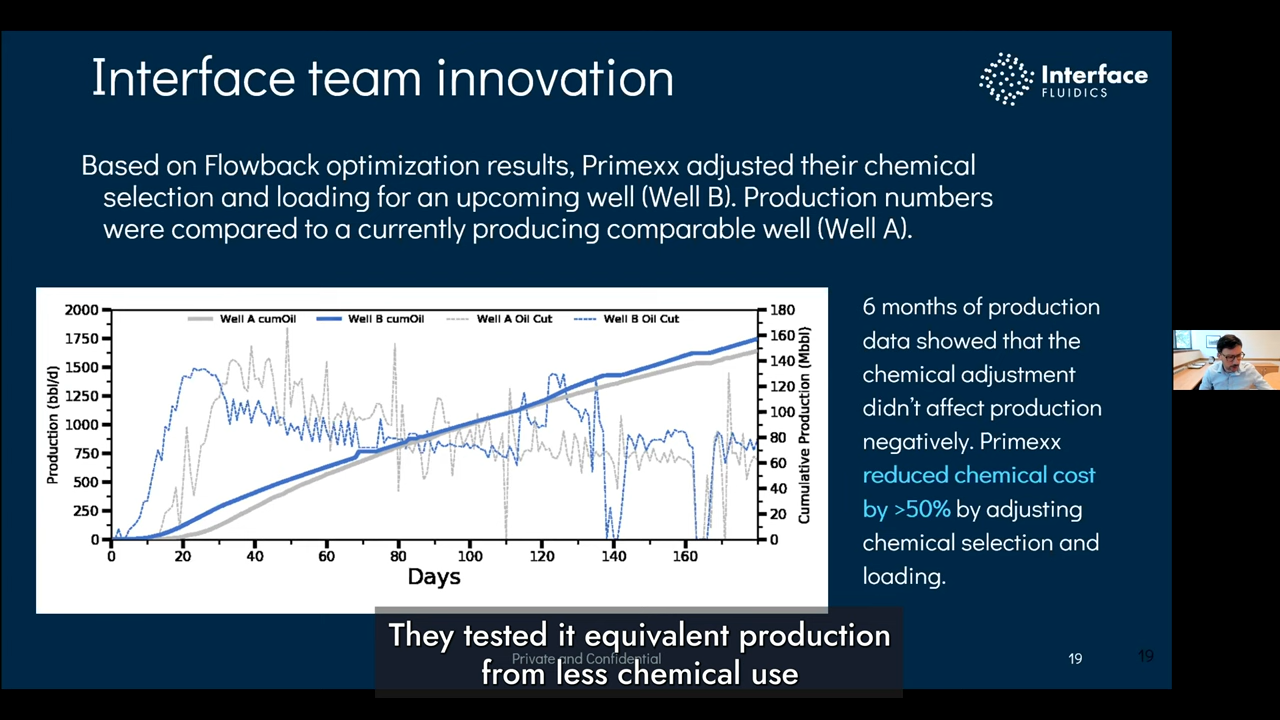 Interface team innovation
Interface
FLUIDICS
Based on Flowback optimization results, Primexx adjusted their chemical
selection and loading for an upcoming well (Well B). Production numbers
were compared to a currently producing comparable well (Well A).
Well A cumOil
Well B cumOil
Well A Oil Cut
Well B Oil Cut
Production (bbl/d)
2000
1750
1500
1250
1000
750
500
250
0
0
20
40
60
80
100
120
140
160
Days
180
160
140
120
100
80
60
40
20
0
Cumulative Production (Mbbl)
6 months of production
data showed that the
chemical adjustment
didn't affect production
negatively. Primexx
reduced chemical cost
by >50% by adjusting
chemical selection and
loading.
They tested it equivalent production
from less chemical use
Private and Confidential
19
19